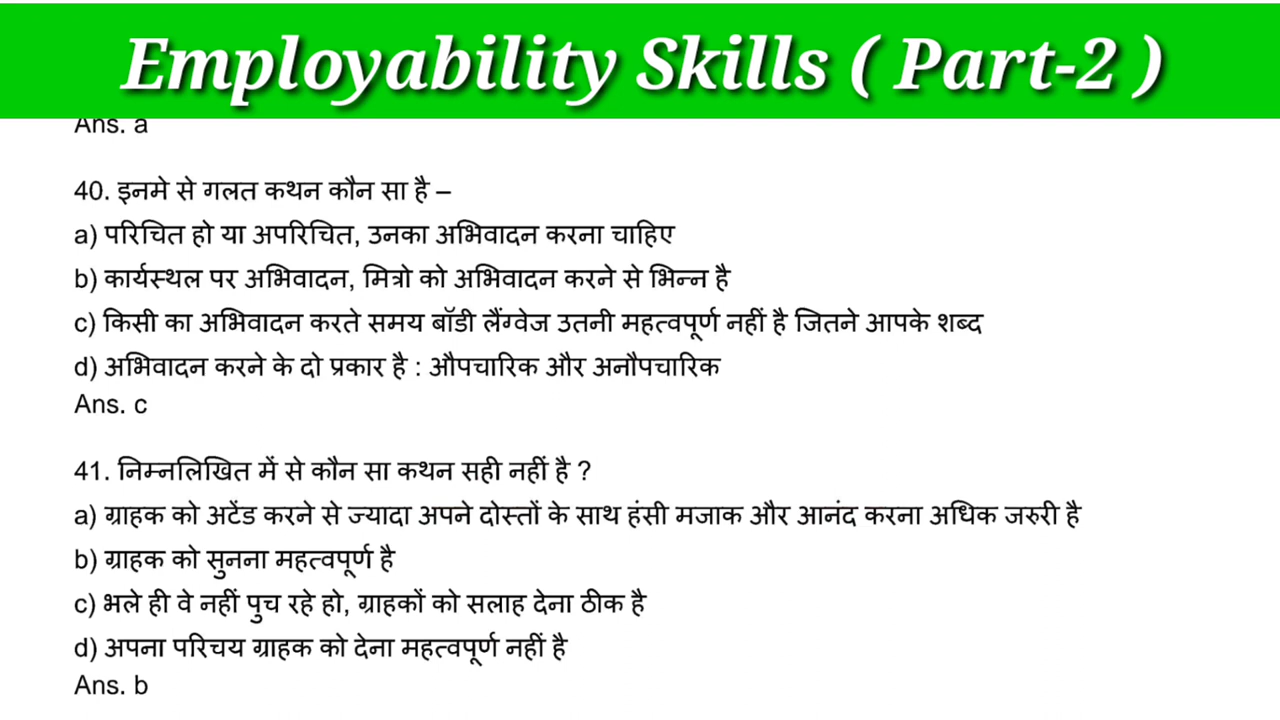 Employability Skills ( Part-2 )
Ans. a
40. इनमे से गलत कथन कौन सा है –
a) परिचित हो या अपरिचित, उनका अभिवादन करना चाहिए
b) कार्यस्थल पर अभिवादन, मित्रो को अभिवादन करने से भिन्न है
c) किसी का अभिवादन करते समय बॉडी लैंग्वेज उतनी महत्वपूर्ण नहीं है जितने आपके शब्द
d) अभिवादन करने के दो प्रकार है : औपचारिक और अनौपचारिक
Ans. c
41. निम्नलिखित में से कौन सा कथन सही नहीं है ?
a) ग्राहक को अटेंड करने से ज्यादा अपने दोस्तों के साथ हंसी मजाक और आनंद करना अधिक जरुरी है
b) ग्राहक को सुनना महत्वपूर्ण है
c) भले ही वे नहीं पुच रहे हो, ग्राहकों को सलाह देना ठीक है
d) अपना परिचय ग्राहक को देना महत्वपूर्ण नहीं है
Ans. b